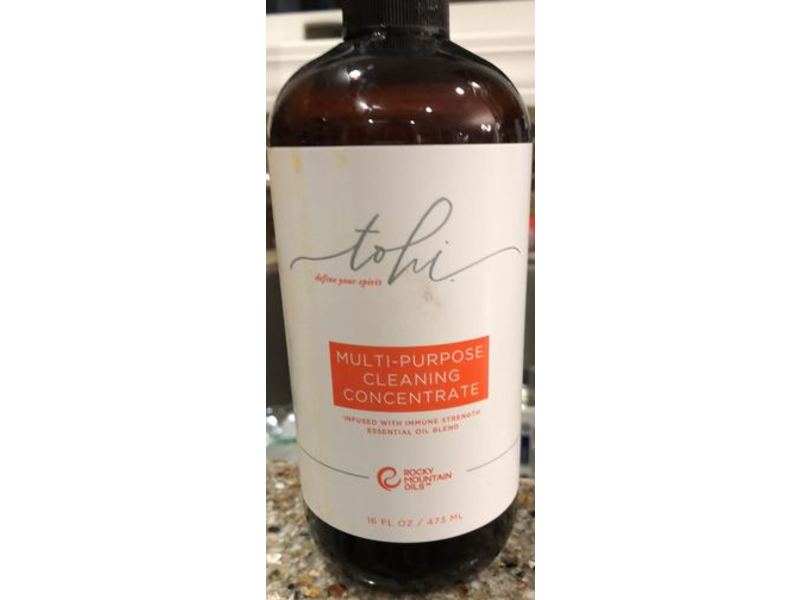 tohi.
define your spirit
MULTI-PURPOSE
CLEANING
CONCENTRATE
INFUSED WITH IMMUNE STRENGTH
ESSENTIAL OIL BLEND
ROCKY
MOUNTAIN
OILS™
16 FL OZ / 473 ML